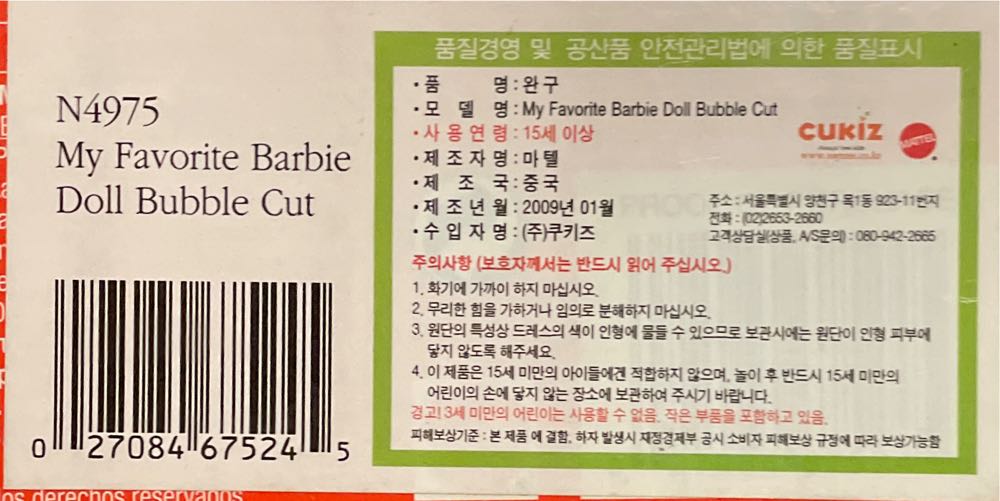 N4975
My Favorite Barbie
Doll Bubble Cut
0 27084 67524 5
품질경영 및 공산품 안전관리법에 의한 품질표시
• 품 명 : 완구
• 모 델 명 : My Favorite Barbie Doll Bubble Cut
• 사 용 연 령 : 15세 이상
• 제 조 자 명 : 마텔
• 제 조 국 : 중국
• 제 조 년 월 : 2009년 01월
• 수 입 자 명 : (주)쿠키즈
CUKIZ
MATTEL
주소 : 서울특별시 양천구 목1동 923-11번지
전화 : (02)2653-2660
고객상담실(상품, A/S문의) : 080-942-2665
주의사항 (보호자께서는 반드시 읽어 주십시오.)
1. 화기에 가까이 하지 마십시오.
2. 무리한 힘을 가하거나 임의로 분해하지 마십시오.
3. 원단의 특성상 드레스의 색이 인형에 물들 수 있으므로 보관시에는 원단이 인형 피부에
닿지 않도록 해주세요.
4. 이 제품은 15세 미만의 아이들에겐 적합하지 않으며, 놀이 후 반드시 15세 미만의
어린이의 손에 닿지 않는 장소에 보관하여 주시기 바랍니다.
경고! 3세 미만의 어린이는 사용할 수 없음. 작은 부품을 포함하고 있음.
피해보상기준 : 본 제품 에 결함, 하자 발생시 재정경제부 공시 소비자 피해보상 규정에 따라 보상가능함
os derechos reservados